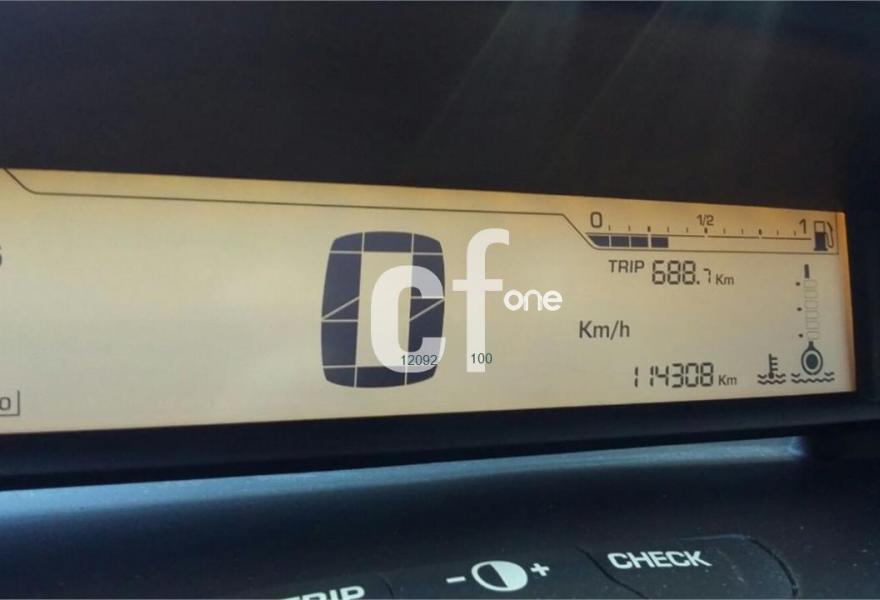 0 1/2 1
TRIP 688.7 Km
0
cf one
Km/h
12092 100
114308 Km
TRIP - + CHECK